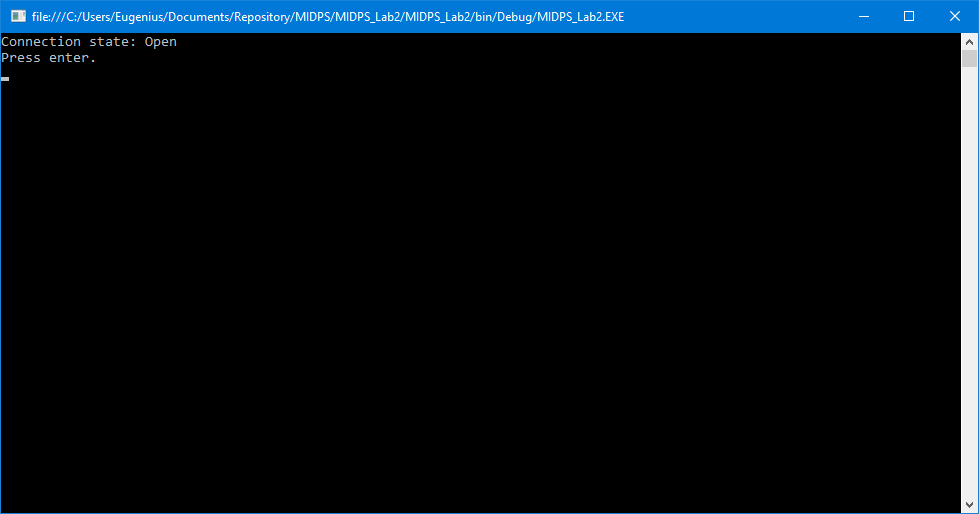 file:///C:/Users/Eugenius/Documents/Repository/MIDPS/MIDPS_Lab2/MIDPS_Lab2/bin/Debug/MIDPS_Lab2.EXE
Connection state: Open
Press enter.